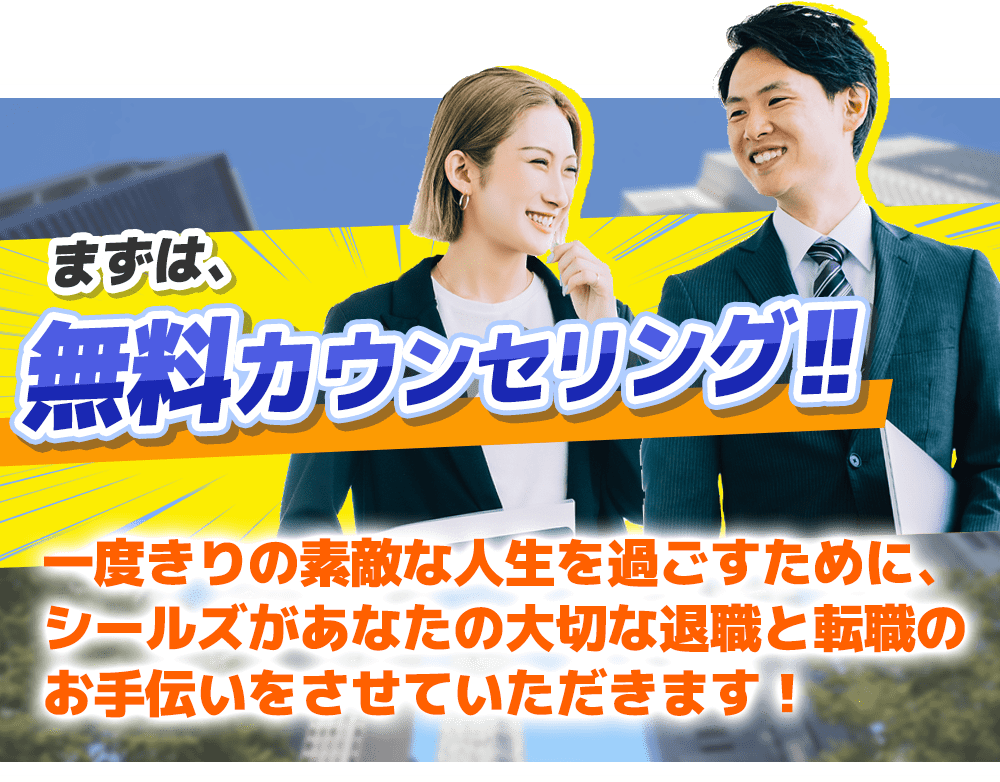 まずは、
無料カウンセリング!!
一度きりの素敵な人生を過ごすために、
シールズがあなたの大切な退職と転職の
お手伝いをさせていただきます！